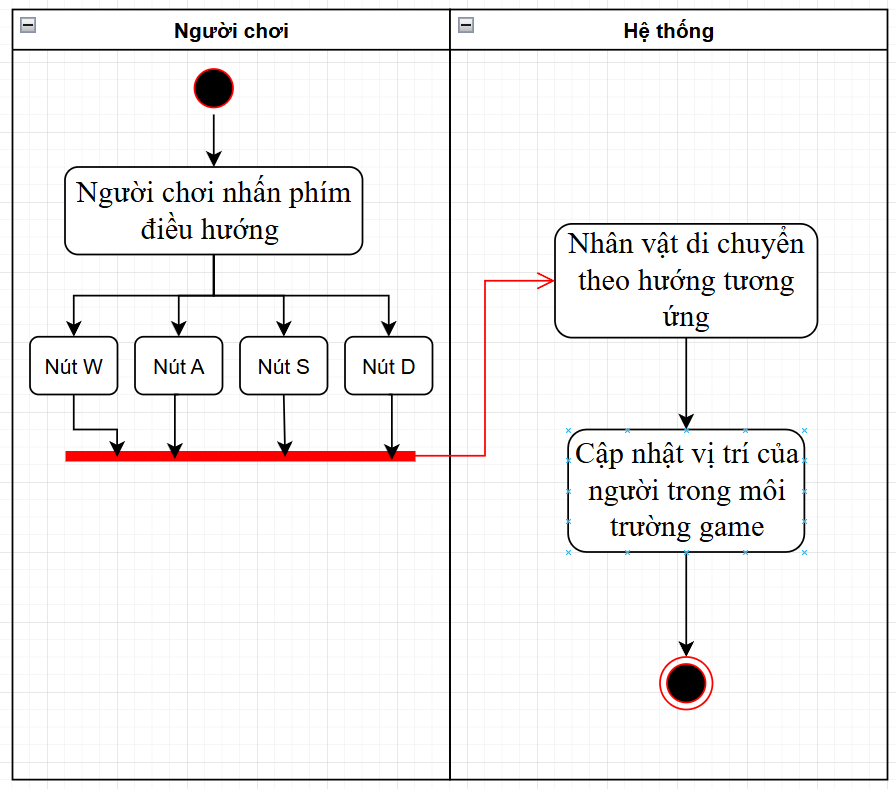 Người chơi
Hệ thống
Người chơi nhấn phím
điều hướng
Nút W
Nút A
Nút S
Nút D
Nhân vật di chuyển
theo hướng tương
ứng
Cập nhật vị trí của
người trong môi
trường game